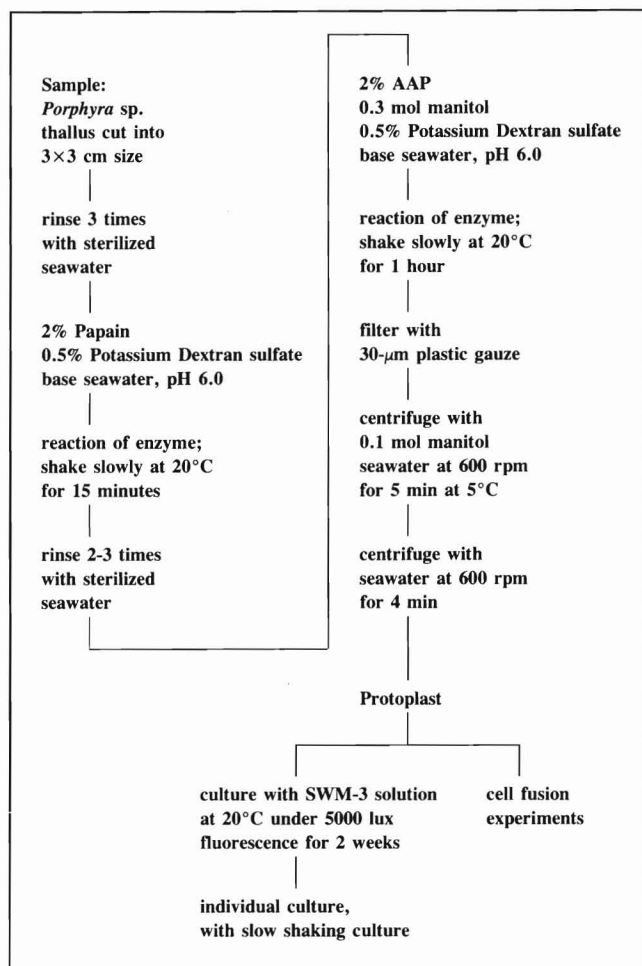 Sample:
Porphyra sp.
thallus cut into
3×3 cm size
rinse 3 times
with sterilized
seawater
2% Papain
0.5% Potassium Dextran sulfate
base seawater, pH 6.0
reaction of enzyme;
shake slowly at 20°C
for 15 minutes
rinse 2-3 times
with sterilized
seawater
2% AAP
0.3 mol manitol
0.5% Potassium Dextran sulfate
base seawater, pH 6.0
reaction of enzyme;
shake slowly at 20°C
for 1 hour
filter with
30-μm plastic gauze
centrifuge with
0.1 mol manitol
seawater at 600 rpm
for 5 min at 5°C
centrifuge with
seawater at 600 rpm
for 4 min
Protoplast
culture with SWM-3 solution
at 20°C under 5000 lux
fluorescence for 2 weeks
cell fusion
experiments
individual culture,
with slow shaking culture